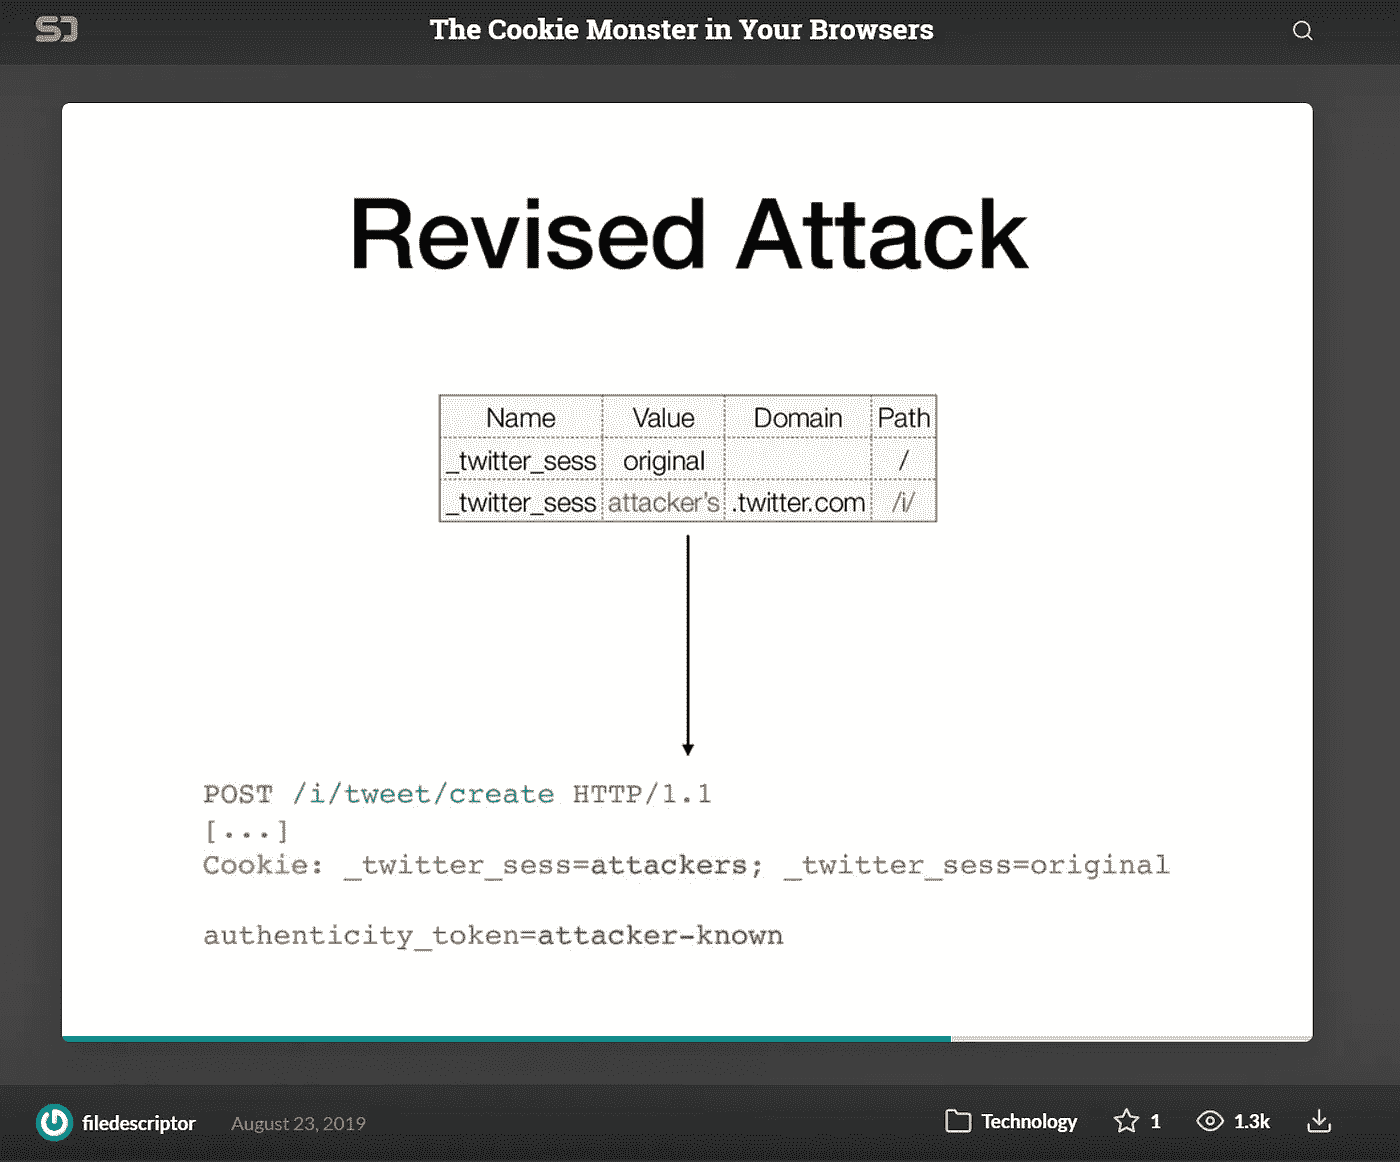 SD
The Cookie Monster in Your Browsers
Revised Attack
Name Value Domain Path
_twitter_sess original /
_twitter_sess attacker's .twitter.com /i/
POST /i/tweet/create HTTP/1.1
[...]
Cookie: _twitter_sess=attackers; _twitter_sess=original
authenticity_token=attacker-known
filedescriptor August 23, 2019 Technology 1 1.3k